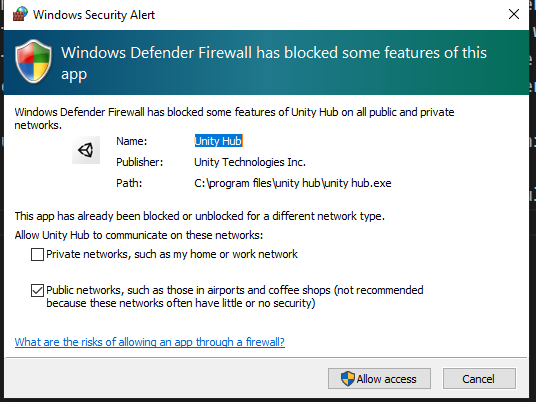 Windows Security Alert
Windows Defender Firewall has blocked some features of this
app
Windows Defender Firewall has blocked some features of Unity Hub on all public and private
networks.
Name: Unity Hub
Publisher: Unity Technologies Inc.
Path: C:\program files\unity hub\unity hub.exe
This app has already been blocked or unblocked for a different network type.
Allow Unity Hub to communicate on these networks:
Private networks, such as my home or work network
Public networks, such as those in airports and coffee shops (not recommended
because these networks often have little or no security)
What are the risks of allowing an app through a firewall?
Allow access Cancel